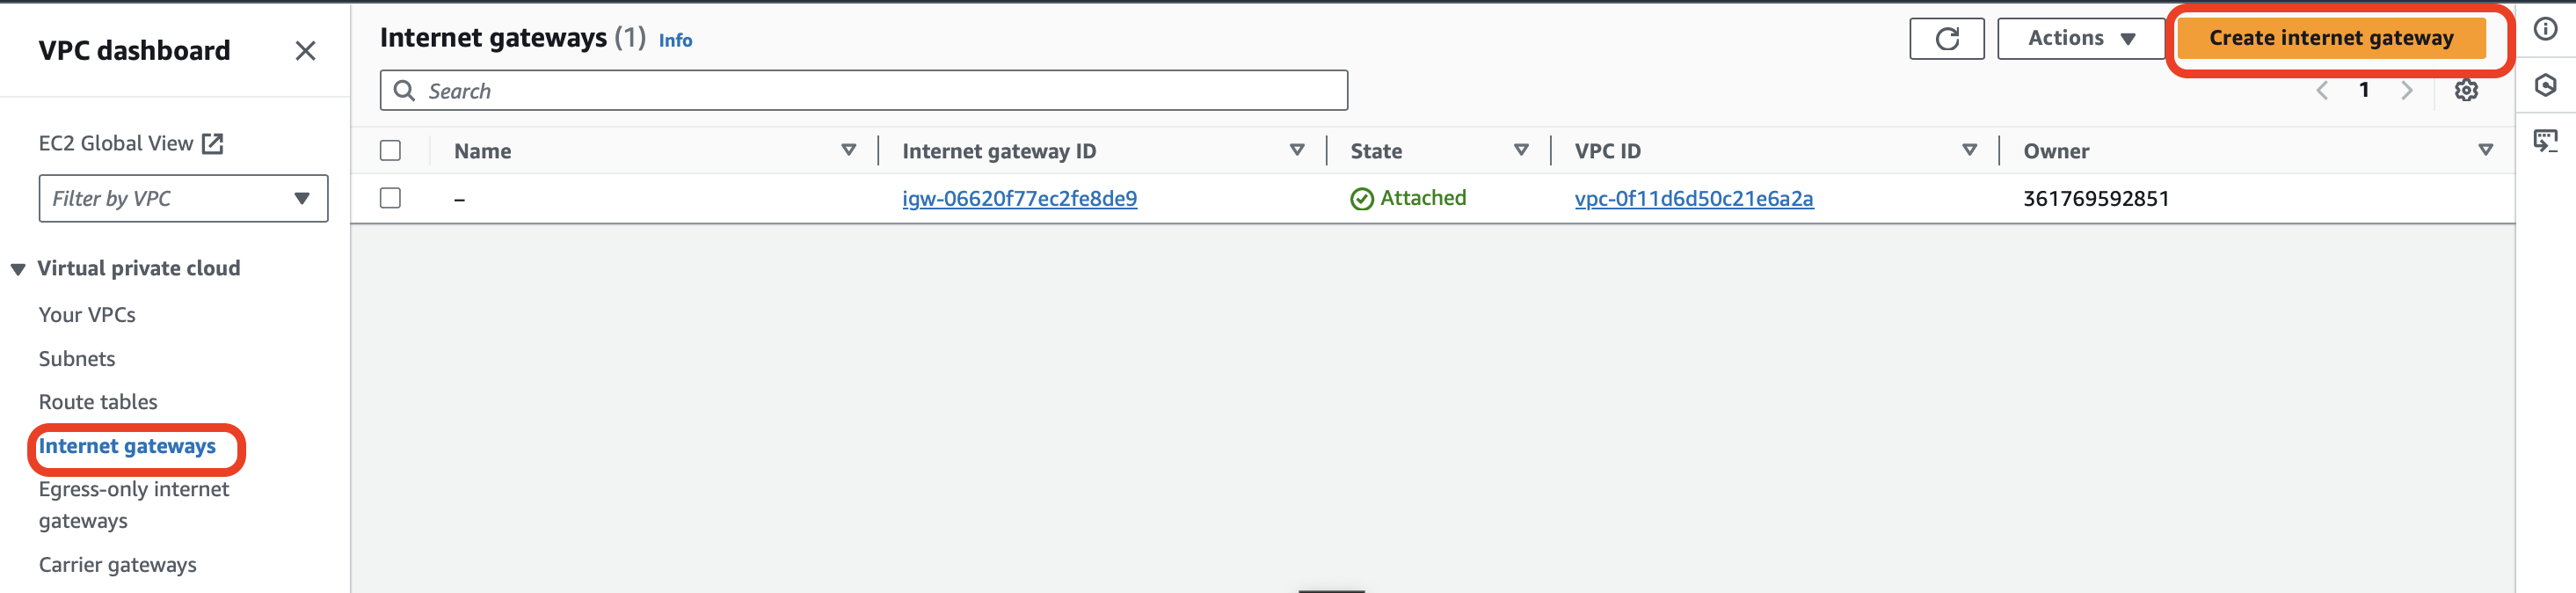 VPC dashboard
EC2 Global View
Filter by VPC
Virtual private cloud
Your VPCs
Subnets
Route tables
Internet gateways
Egress-only internet
gateways
Carrier gateways
Internet gateways (1) Info
Actions
Create internet gateway
Search
1
Name Internet gateway ID State VPC ID Owner
– igw-06620f77ec2fe8de9 Attached vpc-0f11d6d50c21e6a2a 361769592851